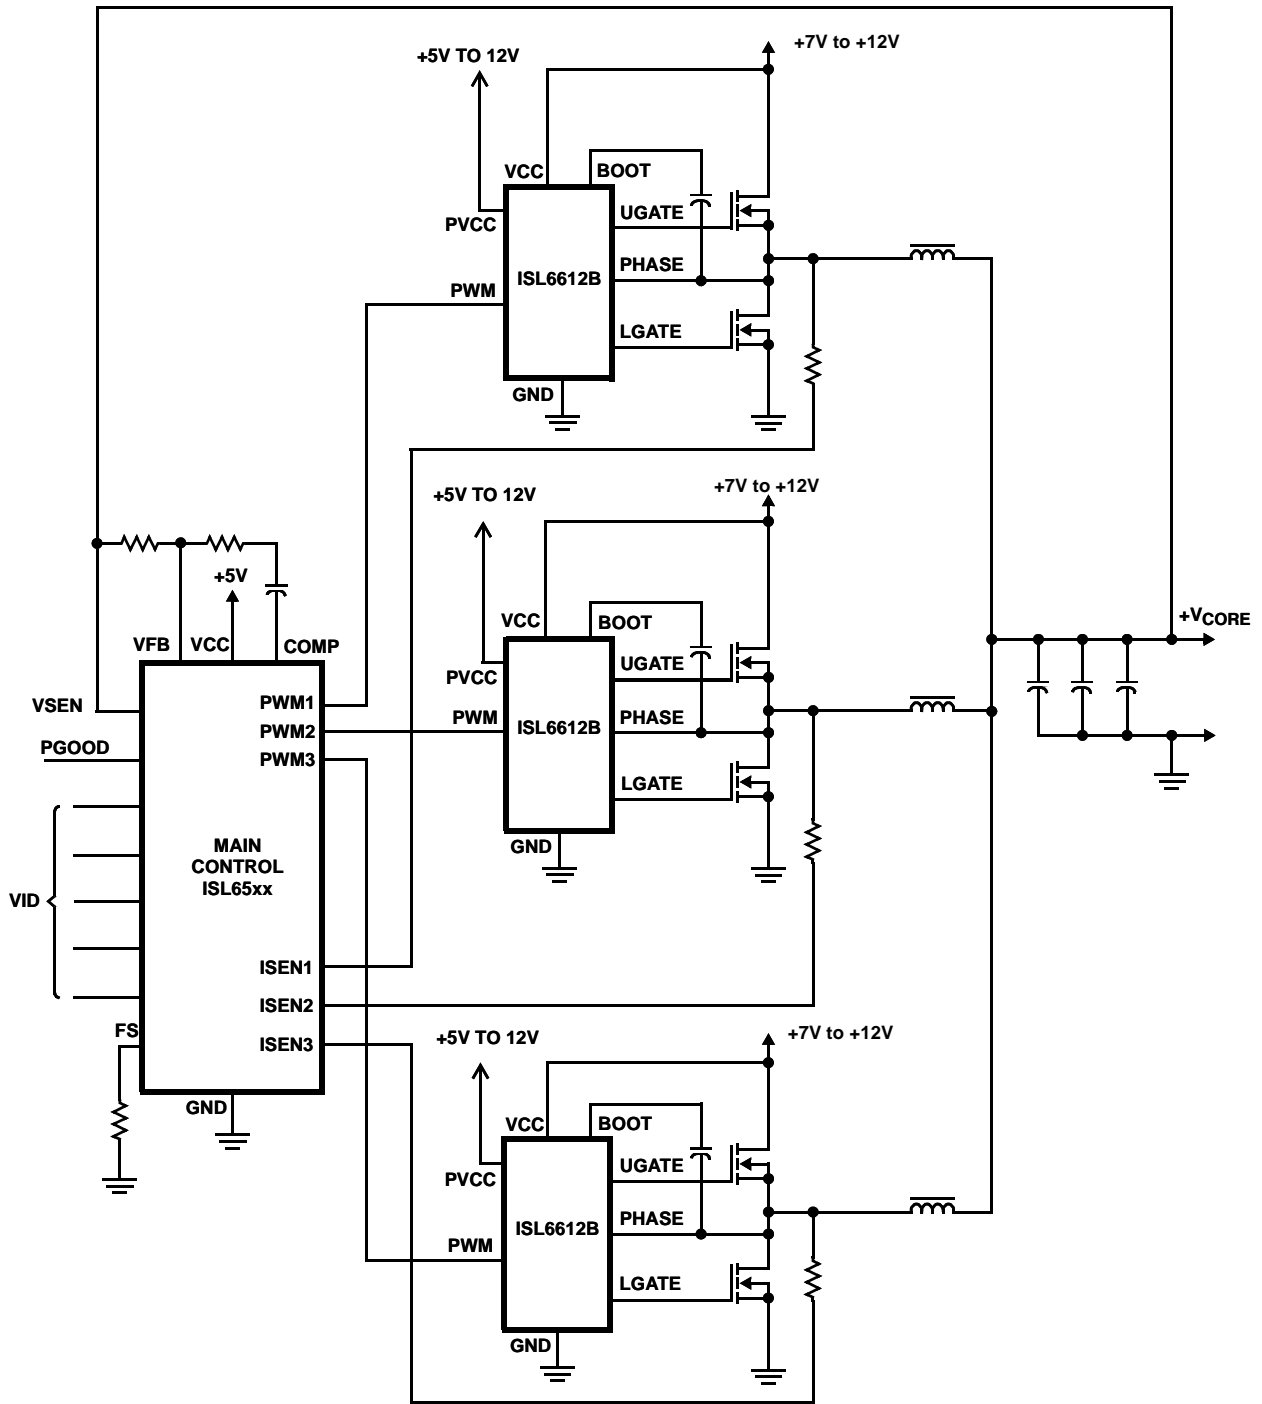 +5V TO 12V
+7V to +12V
VCC
BOOT
PVCC
UGATE
PHASE
ISL6612B
PWM
LGATE
GND
+5V TO 12V
+7V to +12V
VCC
BOOT
PVCC
UGATE
PWM
PHASE
ISL6612B
LGATE
GND
+5V
VFB
VCC
COMP
VSEN
PGOOD
VID
FS
GND
PWM1
PWM2
PWM3
MAIN
CONTROL
ISL65xx
ISEN1
ISEN2
ISEN3
+VCORE
+5V TO 12V
+7V to +12V
VCC
BOOT
PVCC
UGATE
PHASE
ISL6612B
PWM
LGATE
GND